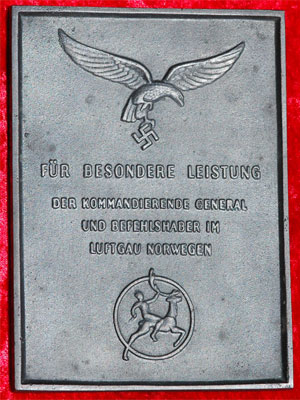 FÜR BESONDERE LEISTUNG
DER KOMMANDIERENDE GENERAL
UND BEFEHLSHABER IM
LUFTGAU NORWEGEN